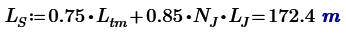 L_S := 0.75 • L_tm + 0.85 • N_J • L_J = 172.4 m